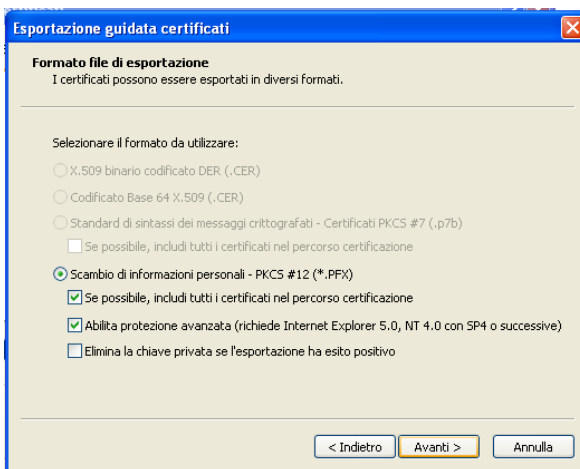 Esportazione guidata certificati
Formato file di esportazione
I certificati possono essere esportati in diversi formati.
Selezionare il formato da utilizzare:
X.509 binario codificato DER (.CER)
Codificato Base 64 X.509 (.CER)
Standard di sintassi dei messaggi crittografati - Certificati PKCS #7 (.p7b)
Se possibile, includi tutti i certificati nel percorso certificazione
Scambio di informazioni personali - PKCS #12 (*.PFX)
Se possibile, includi tutti i certificati nel percorso certificazione
Abilita protezione avanzata (richiede Internet Explorer 5.0, NT 4.0 con SP4 o successive)
Elimina la chiave privata se l'esportazione ha esito positivo
< Indietro
Avanti >
Annulla